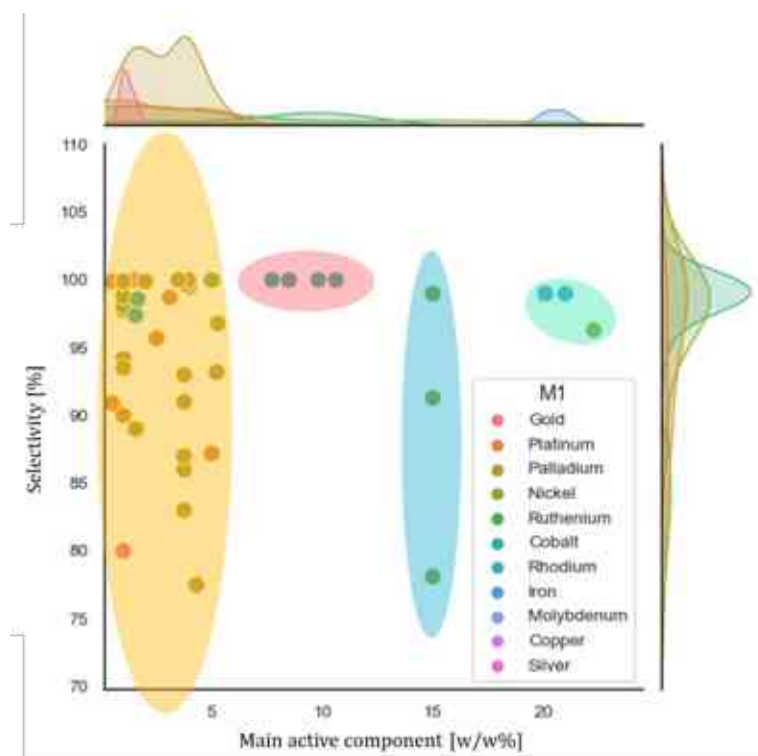 110
105
100
95
90
85
80
75
70
Selectivity [%]
M1
Gold
Platinum
Palladium
Nickel
Ruthenium
Cobalt
Rhodium
Iron
Molybdenum
Copper
Silver
5 10 15 20
Main active component [w/w%]